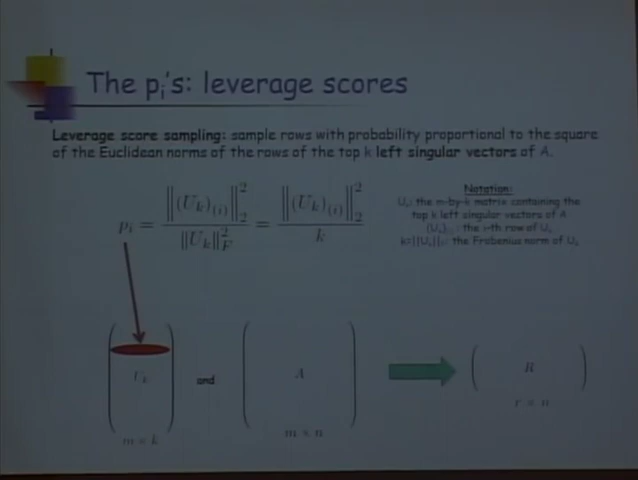 The pᵢ's: leverage scores
Leverage score sampling: sample rows with probability proportional to the square
of the Euclidean norms of the rows of the top k left singular vectors of A.
pᵢ = ‖(Uₖ)₍ᵢ₎‖₂² / ‖Uₖ‖_F² = ‖(Uₖ)₍ᵢ₎‖₂² / k
Notation:
Uₖ: the m-by-k matrix containing the
top k left singular vectors of A
(Uₖ)₍ᵢ₎: the i-th row of Uₖ
the Frobenius norm of Uₖ
Uₖ and A R
m × k m × n r × n